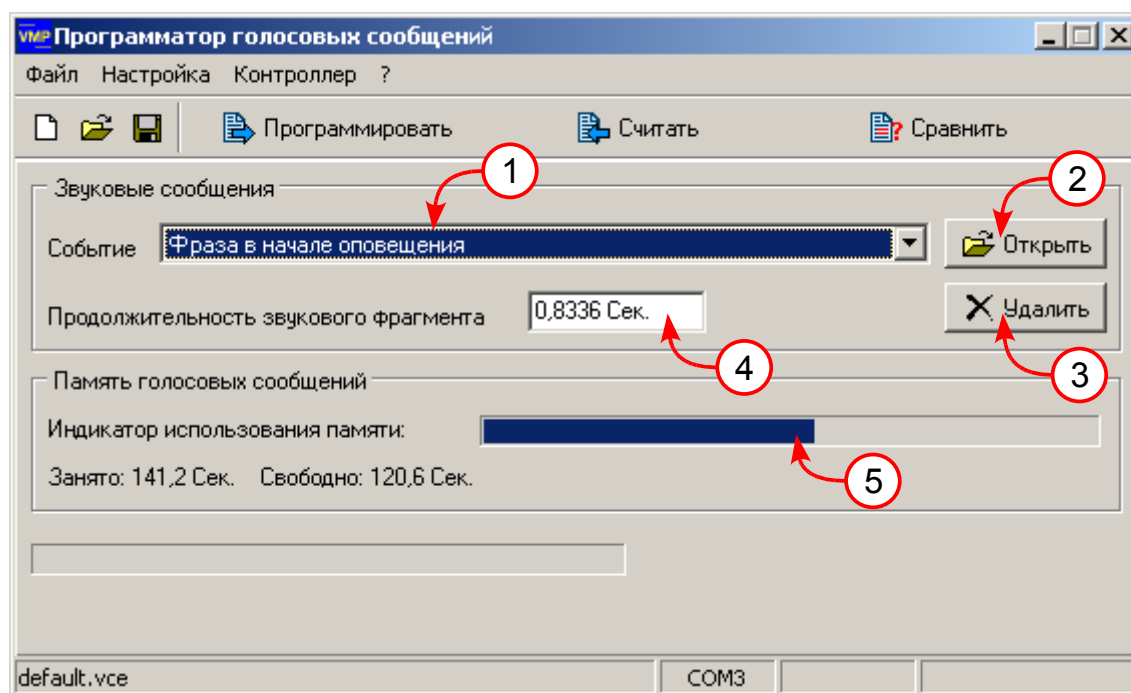 VMP Программатор голосовых сообщений
Файл Настройка Контроллер ?
Программировать Считать Сравнить
1
2
Звуковые сообщения
Событие Фраза в начале оповещения Открыть
Продолжительность звукового фрагмента 0,8336 Сек. Удалить
4
3
Память голосовых сообщений
Индикатор использования памяти:
Занято: 141,2 Сек. Свободно: 120,6 Сек.
5
default.vce COM3